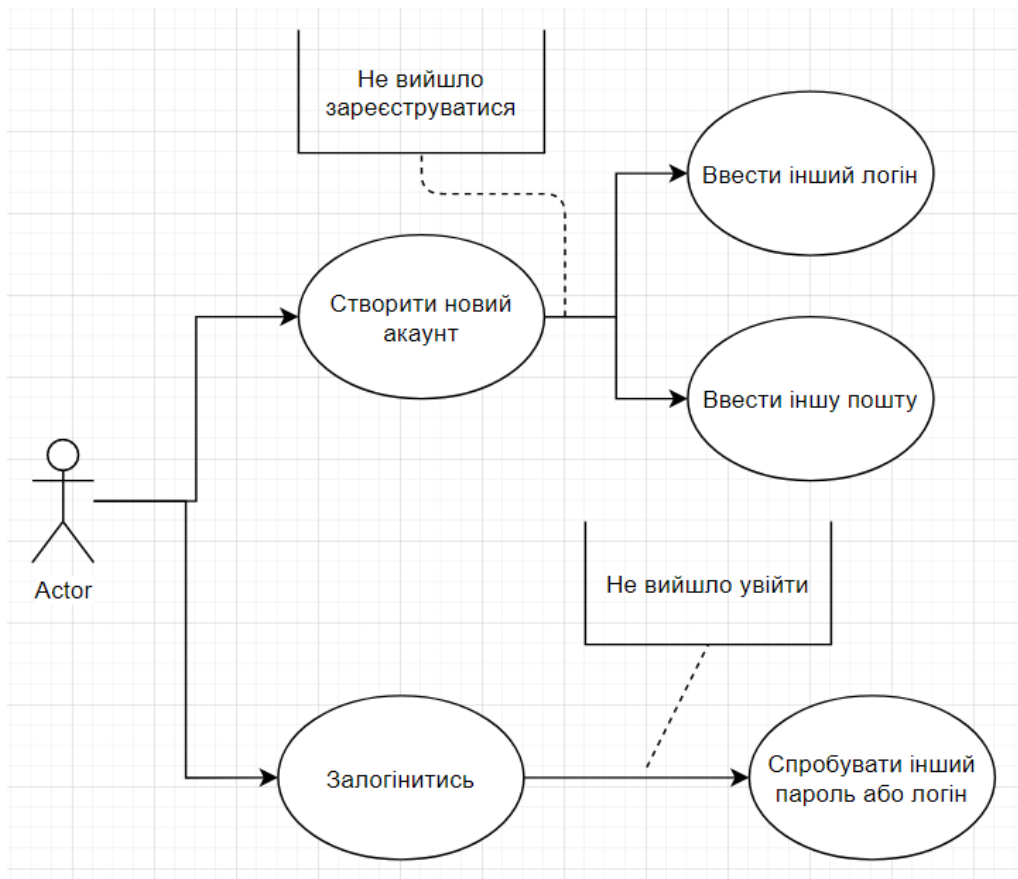 Не вийшло
зареєструватися
Ввести інший логін
Створити новий
акаунт
Ввести іншу пошту
Actor
Не вийшло увійти
Залогінитись
Спробувати інший
пароль або логін